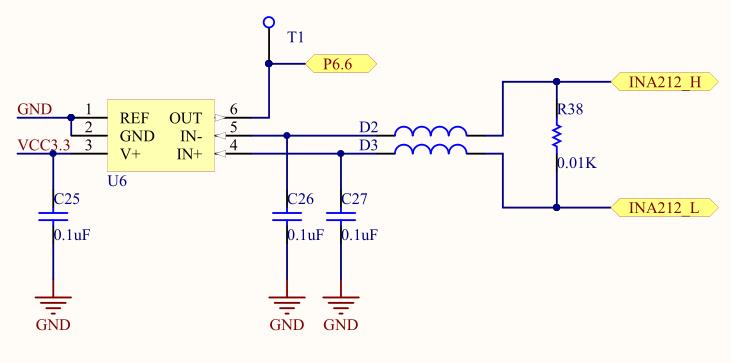 T1
P6.6
GND
1 REF OUT 6
2 GND IN- 5
VCC3.3
3 V+ IN+ 4
U6
D2
D3
INA212_H
R38
0.01K
INA212_L
C25
0.1uF
C26
0.1uF
C27
0.1uF
GND
GND
GND